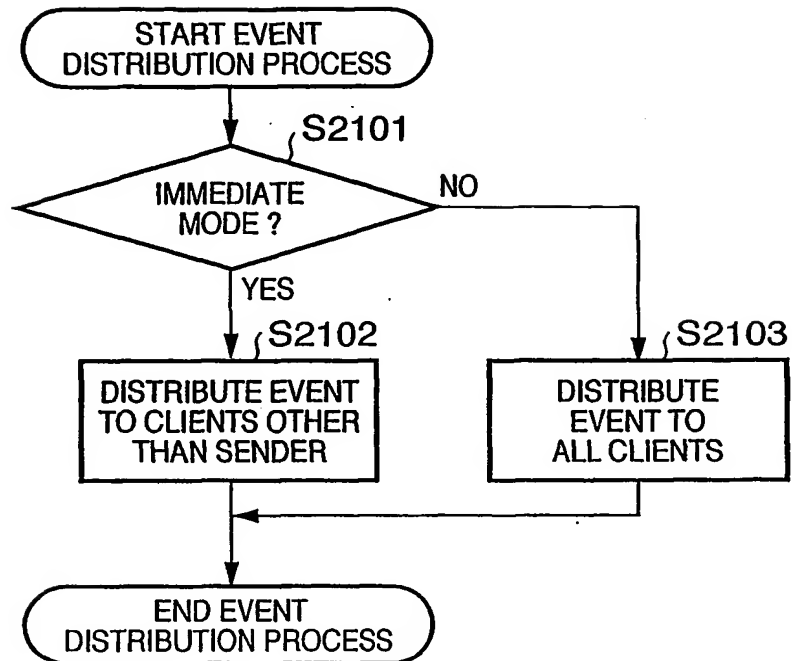 START EVENT
DISTRIBUTION PROCESS
S2101
IMMEDIATE
MODE ?
NO
YES
S2102
S2103
DISTRIBUTE EVENT
TO CLIENTS OTHER
THAN SENDER
DISTRIBUTE
EVENT TO
ALL CLIENTS
END EVENT
DISTRIBUTION PROCESS